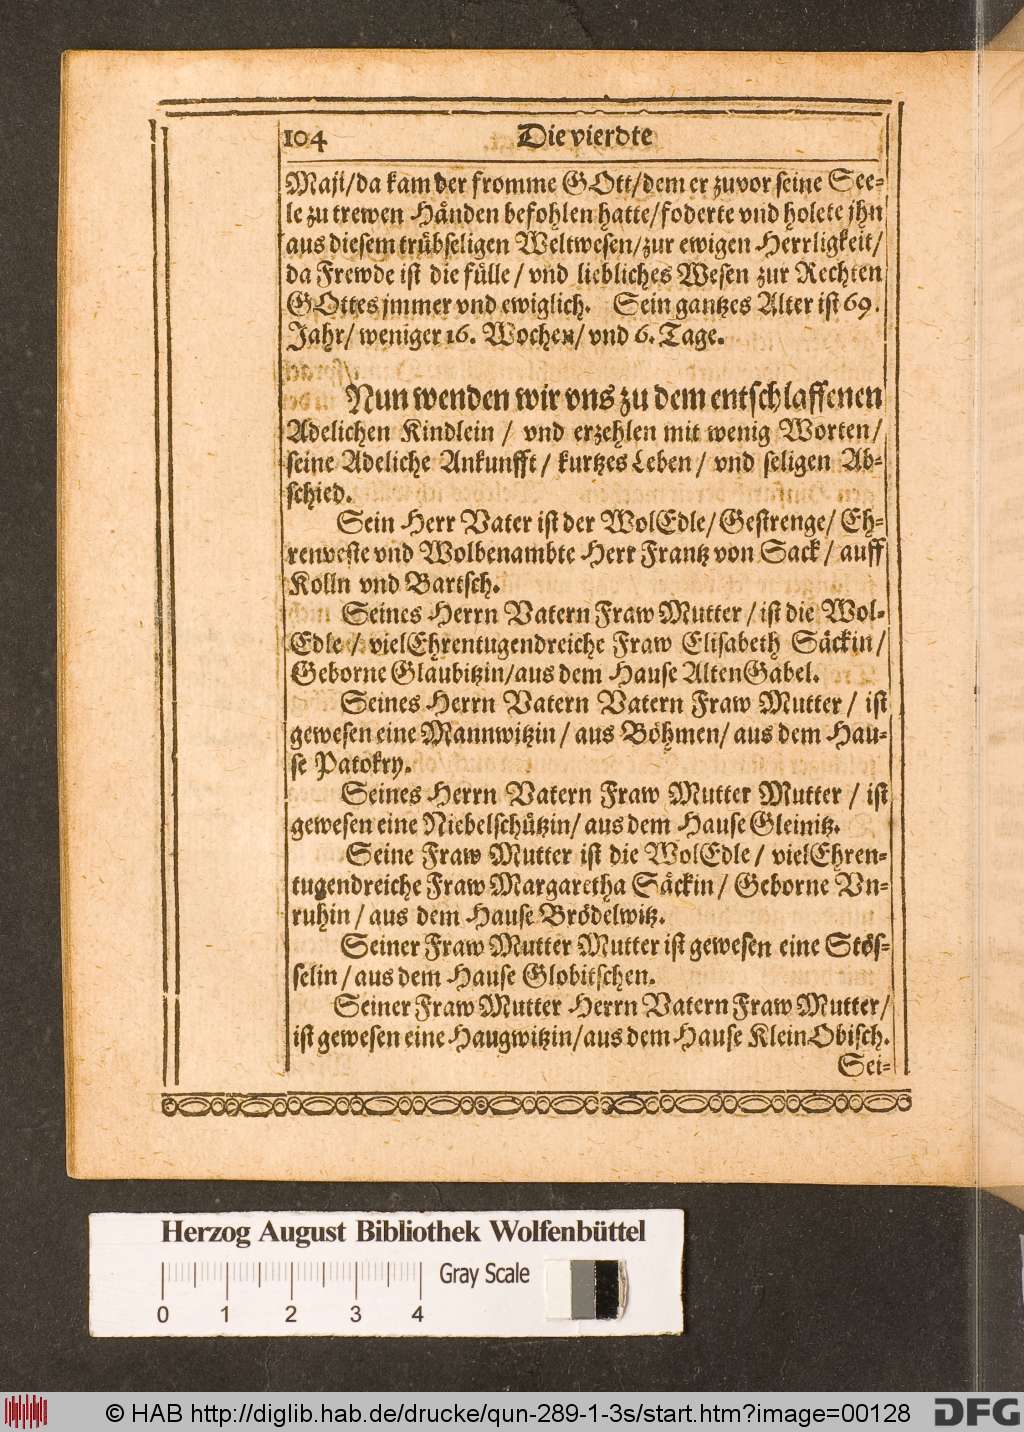 104 Die vierdte
Maji/da kam der fromme GOtt/dem er zuvor seine See-
le zu trewen Händen befohlen hatte/foderte vnd holete jhn
aus diesem trübseligen Weltwesen/zur ewigen Herrligkeit/
da Frewde ist die fülle/ vnd liebliches Wesen zur Rechten
GOttes jmmer vnd ewiglich. Sein gantzes Alter ist 69.
Jahr/ weniger 16. Wochen/ vnd 6. Tage.
Nun wenden wir vns zu dem entschlaffenen
Adelichen Kindlein / vnd erzehlen mit wenig Worten/
seine Adeliche Ankunfft/ kurtzes Leben/ vnd seligen Ab-
schied.
Sein Herr Vater ist der WolEdle/Gestrenge/ Eh-
renveste vnd Wolbenambte Herr Frantz von Sack/ auff
Kolln vnd Bartsch.
Seines Herrn Vatern Fraw Mutter / ist die Wol-
Edle / vielEhrentugendreiche Fraw Elisabeth Säckin/
Geborne Glaubitzin/aus dem Hause AltenGabel.
Seines Herrn Vatern Vatern Fraw Mutter/ ist
gewesen eine Mannwitzin/ aus Böhmen/ aus dem Hau-
se Patokry.
Seines Herrn Vatern Fraw Mutter Mutter / ist
gewesen eine Niebelschützin/ aus dem Hause Gleinitz.
Seine Fraw Mutter ist die WolEdle/ vielEhren-
tugendreiche Fraw Margaretha Säckin/ Geborne Vn-
ruhin/ aus dem Hause Brödelwitz.
Seiner Fraw Mutter Mutter ist gewesen eine Stös-
selin/aus dem Hause Globitschen.
Seiner Fraw Mutter Herrn Vatern Fraw Mutter/
ist gewesen eine Haugwitzin/aus dem Hause KleinObisch.
Sei-
Herzog August Bibliothek Wolfenbüttel
Gray Scale
0 1 2 3 4
© HAB http://diglib.hab.de/drucke/qun-289-1-3s/start.htm?image=00128 DFG